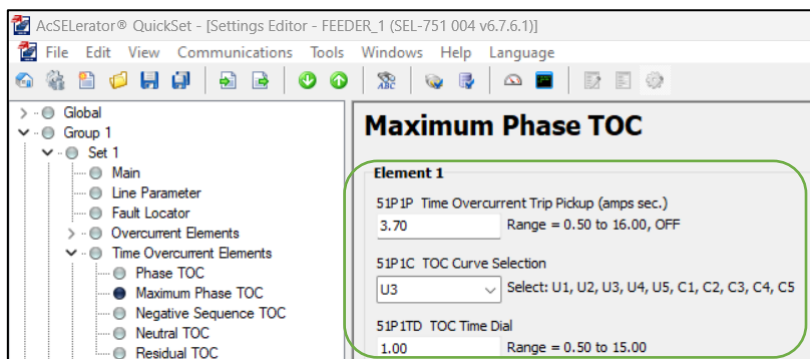 AcSELerator® QuickSet - [Settings Editor - FEEDER_1 (SEL-751 004 v6.7.6.1)]
File Edit View Communications Tools Windows Help Language
ABC
Global
Group 1
Set 1
Main
Line Parameter
Fault Locator
Overcurrent Elements
Time Overcurrent Elements
Phase TOC
Maximum Phase TOC
Negative Sequence TOC
Neutral TOC
Residual TOC
Maximum Phase TOC
Element 1
51P1P Time Overcurrent Trip Pickup (amps sec.)
3.70 Range = 0.50 to 16.00, OFF
51P1C TOC Curve Selection
U3 Select: U1, U2, U3, U4, U5, C1, C2, C3, C4, C5
51P1TD TOC Time Dial
1.00 Range = 0.50 to 15.00